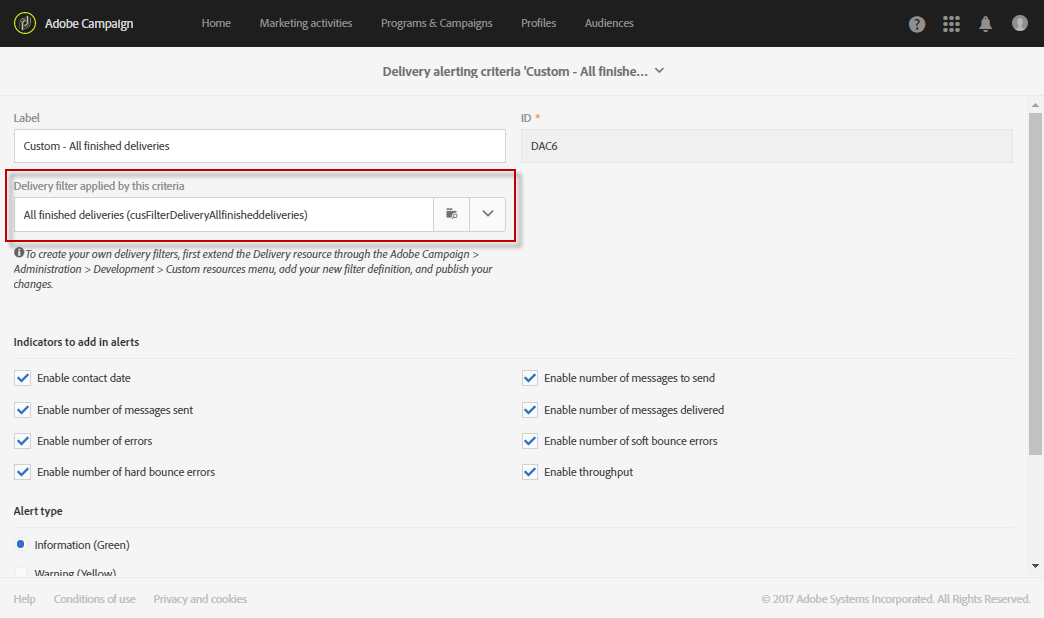 Adobe Campaign
Home
Marketing activities
Programs & Campaigns
Profiles
Audiences
?
Delivery alerting criteria 'Custom - All finishe...
Label
Custom - All finished deliveries
ID *
DAC6
Delivery filter applied by this criteria
All finished deliveries (cusFilterDeliveryAllfinisheddeliveries)
To create your own delivery filters, first extend the Delivery resource through the Adobe Campaign >
Administration > Development > Custom resources menu, add your new filter definition, and publish your
changes.
Indicators to add in alerts
Enable contact date
Enable number of messages to send
Enable number of messages sent
Enable number of messages delivered
Enable number of errors
Enable number of soft bounce errors
Enable number of hard bounce errors
Enable throughput
Alert type
Information (Green)
Warning (Yellow)
Help
Conditions of use
Privacy and cookies
© 2017 Adobe Systems Incorporated. All Rights Reserved.